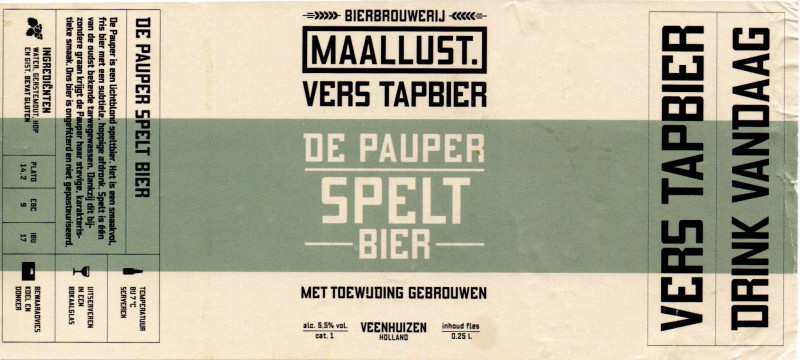 DE PAUPER SPELT BIER
De Pauper is een lichtblond speltbier. Het is een smaakvol,
fris bier met een subtiele, hoppige afdronk. Spelt is één
van de oudst bekende tarwegewassen. Dankzij dit bij-
zondere graan krijgt de Pauper haar stevige, karakteris-
tieke smaak. Ons bier is ongefilterd en niet gepasteuriseerd.
INGREDIËNTEN
WATER, GERSTEMOUT, HOP
EN GIST. BEVAT GLUTEN
PLATO
14.2
EBC
9
IBU
17
TEMPERATUUR
BIJ 7°C
SERVEREN
UITSERVEREN
IN EEN
BOKAALGLAS
BEWAARADVIES
KOEL EN
DONKER
BIERBROUWERIJ
MAALLUST.
VERS TAPBIER
DE PAUPER
SPELT
BIER
MET TOEWIJDING GEBROUWEN
alc. 5,5% vol.
cat. 1
VEENHUIZEN
HOLLAND
inhoud fles
0.25 l.
VERS TAPBIER
DRINK VANDAAG